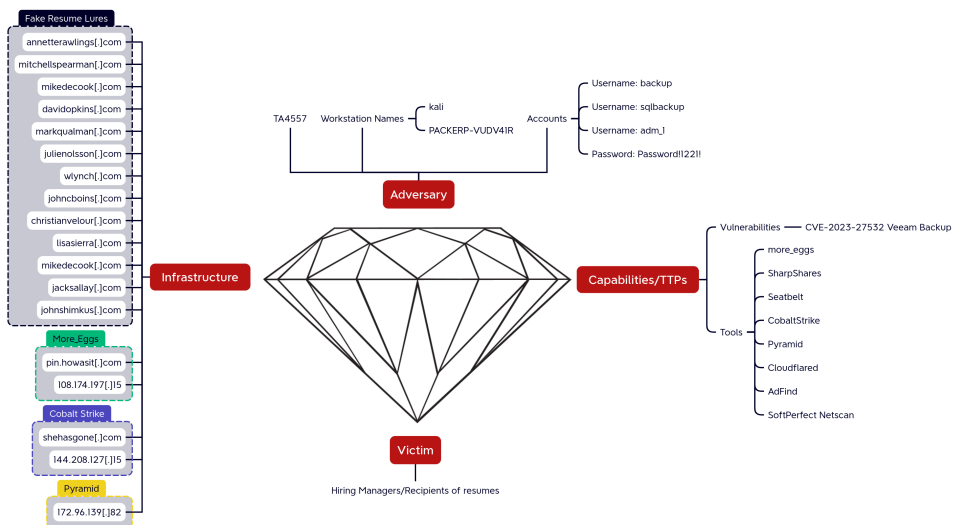 Fake Resume Lures
annetterawlings[.]com
mitchellspearman[.]com
mikedecook[.]com
davidopkins[.]com
markqualman[.]com
julienolsson[.]com
wlynch[.]com
johncboins[.]com
christianvelour[.]com
lisasierra[.]com
mikedecook[.]com
jacksallay[.]com
johnshimkus[.]com
More_Eggs
pin.howasit[.]com
108.174.197[.]15
Cobalt Strike
shehasgone[.]com
144.208.127[.]15
Pyramid
172.96.139[.]82
Infrastructure
TA4557
Workstation Names
kali
PACKERP-VUDV41R
Accounts
Username: backup
Username: sqlbackup
Username: adm_1
Password: Password!1221!
Adversary
Capabilities/TTPs
Vulnerabilities
CVE-2023-27532 Veeam Backup
Tools
more_eggs
SharpShares
Seatbelt
CobaltStrike
Pyramid
Cloudflared
AdFind
SoftPerfect Netscan
Victim
Hiring Managers/Recipients of resumes